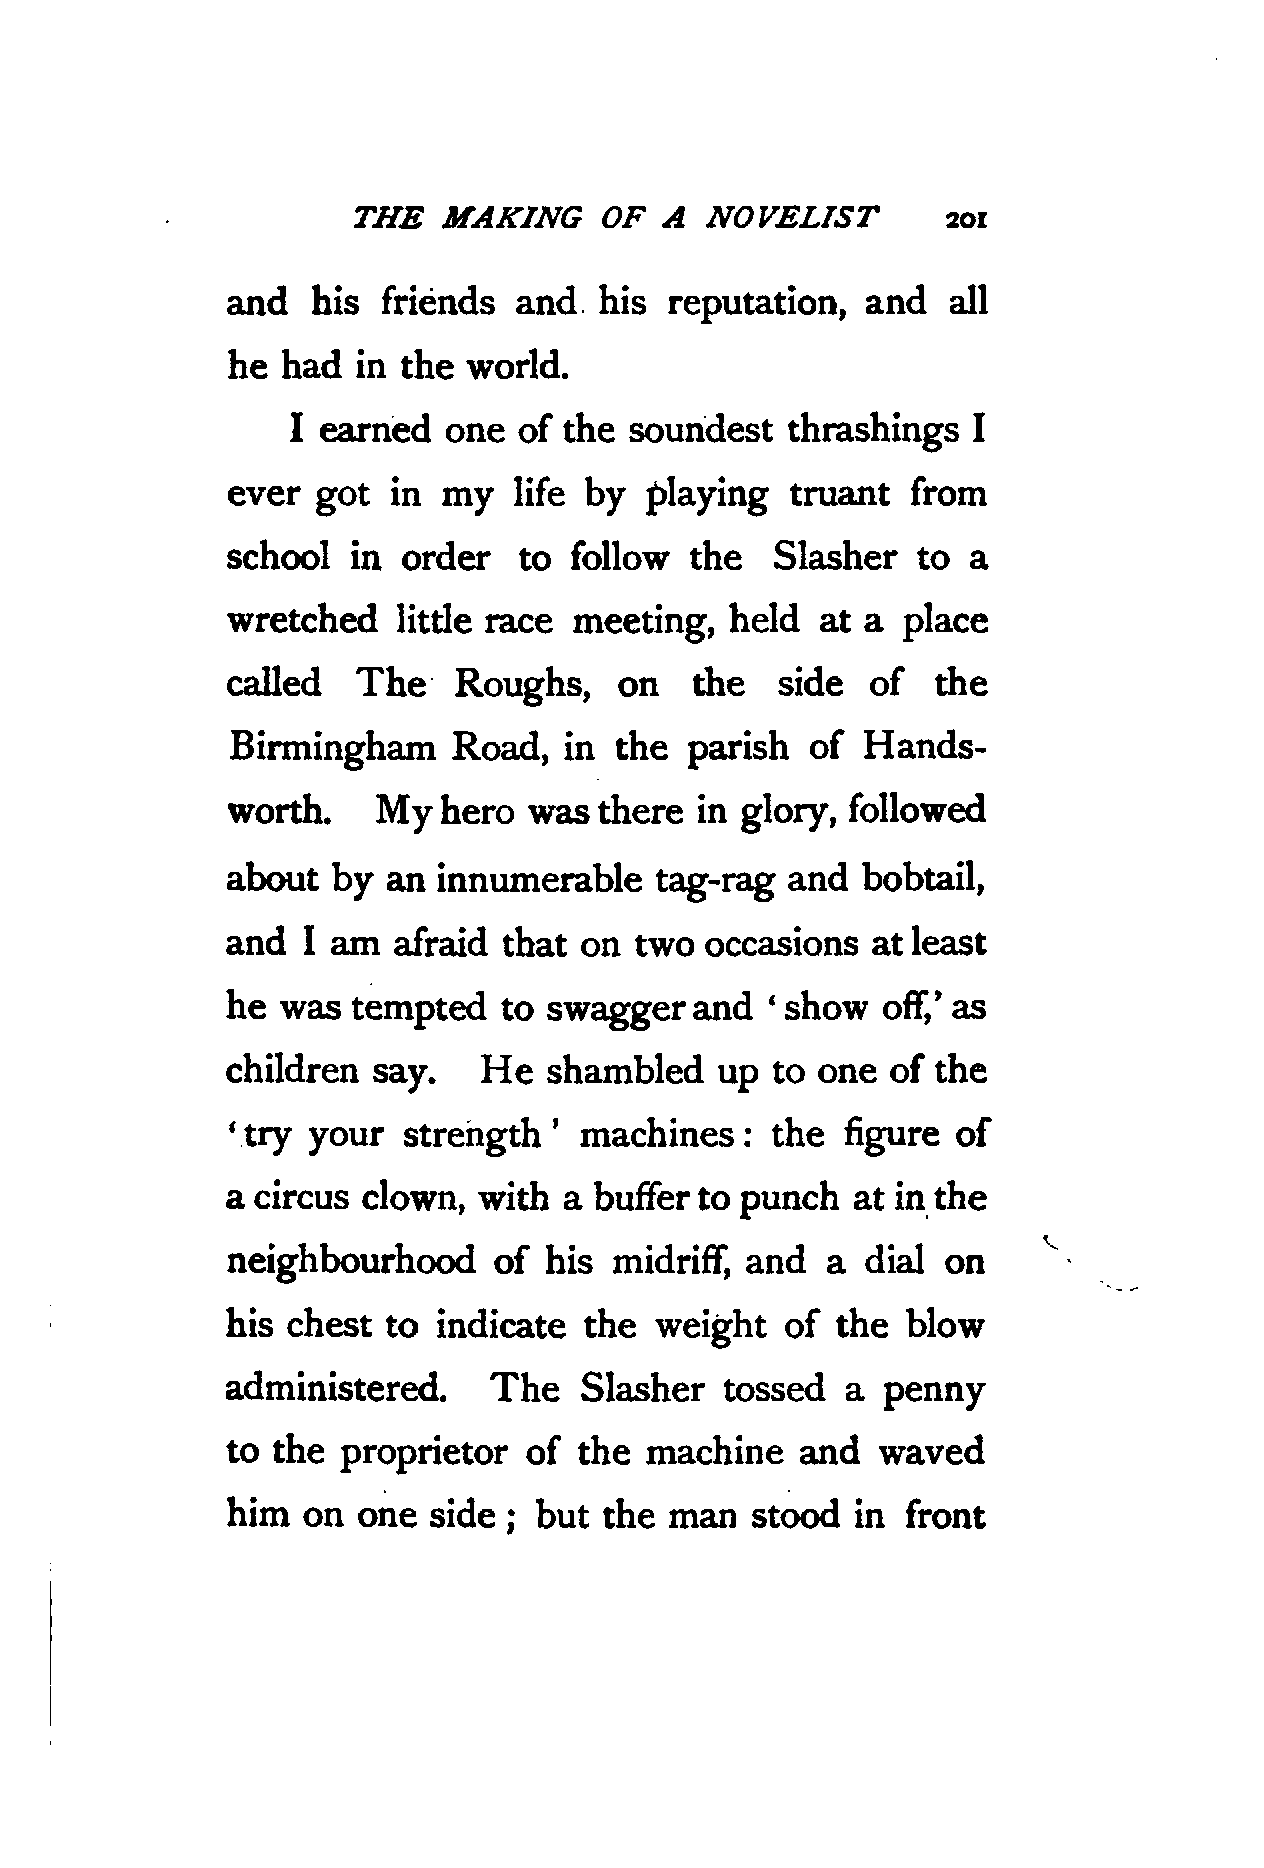 THE MAKING OF A NOVELIST 201
and his friends and his reputation, and all
he had in the world.
I earned one of the soundest thrashings I
ever got in my life by playing truant from
school in order to follow the Slasher to a
wretched little race meeting, held at a place
called The Roughs, on the side of the
Birmingham Road, in the parish of Hands-
worth. My hero was there in glory, followed
about by an innumerable tag-rag and bobtail,
and I am afraid that on two occasions at least
he was tempted to swagger and ‘show off,’ as
children say. He shambled up to one of the
‘try your strength’ machines: the figure of
a circus clown, with a buffer to punch at in the
neighbourhood of his midriff, and a dial on
his chest to indicate the weight of the blow
administered. The Slasher tossed a penny
to the proprietor of the machine and waved
him on one side; but the man stood in front